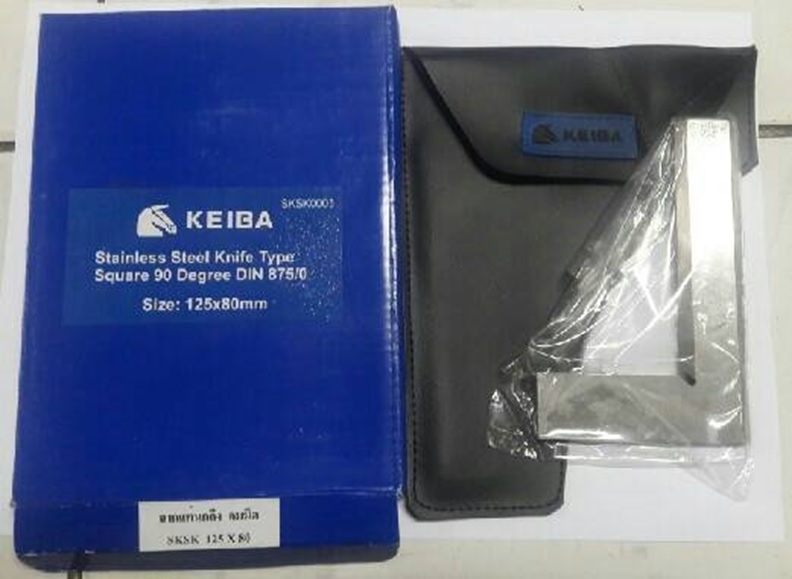 KEIBA
SKSK0001
Stainless Steel Knife Type
Square 90 Degree DIN 875/0
Size: 125x80mm
KEIBA
SKSK 125 X 80